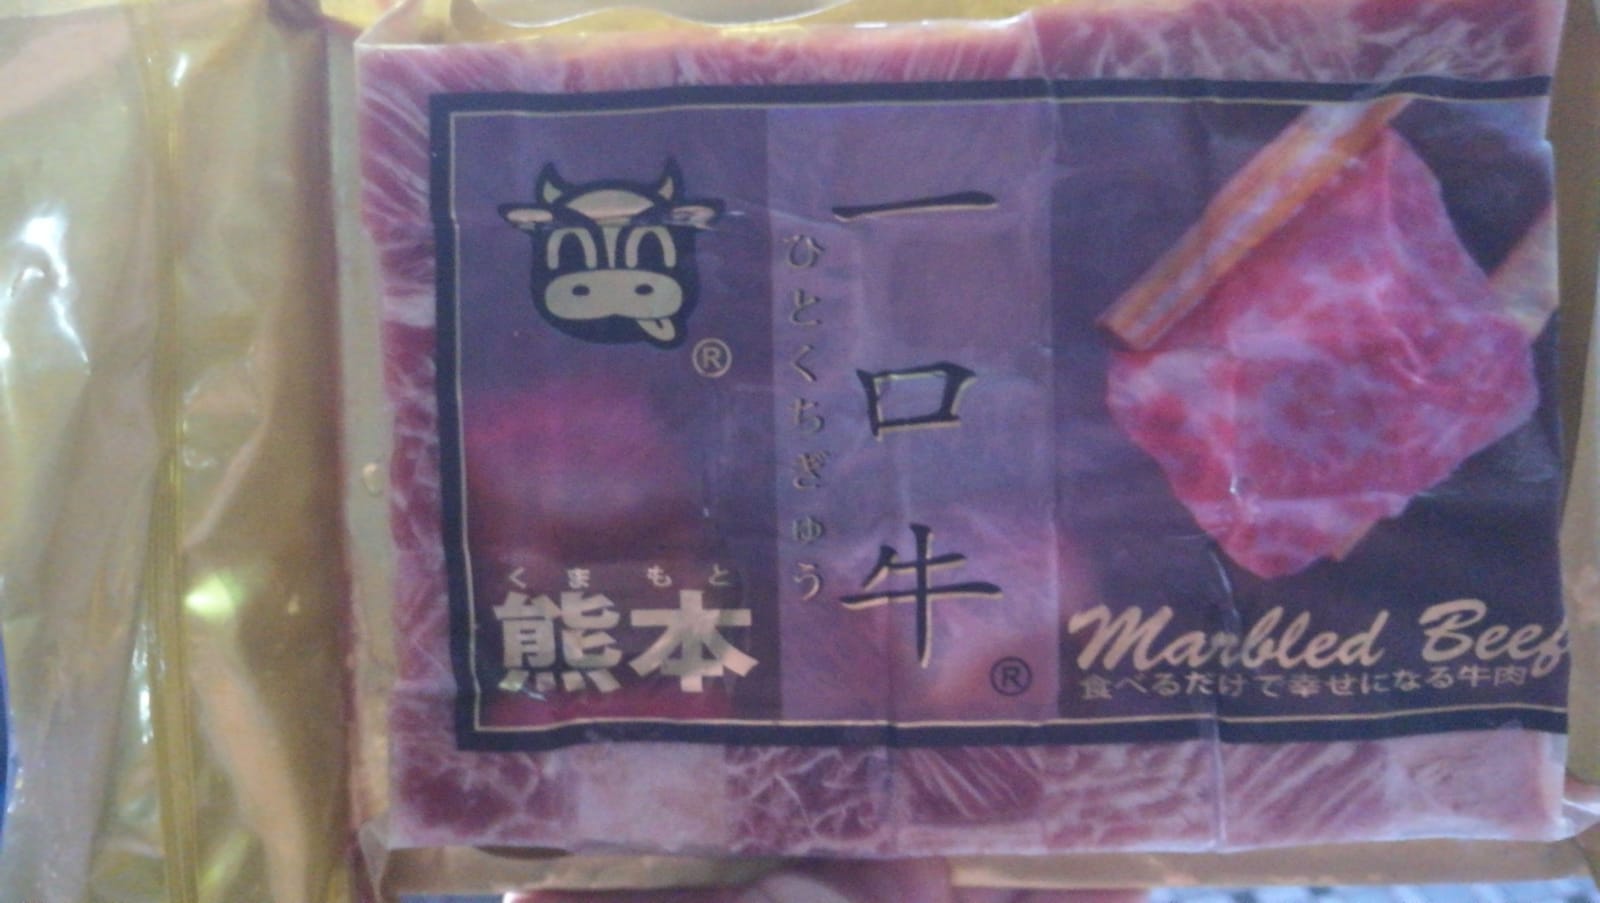 一口牛
ひとくちぎゅう
®
®
くまもと
熊本
Marbled Beef
食べるだけで幸せになる牛肉